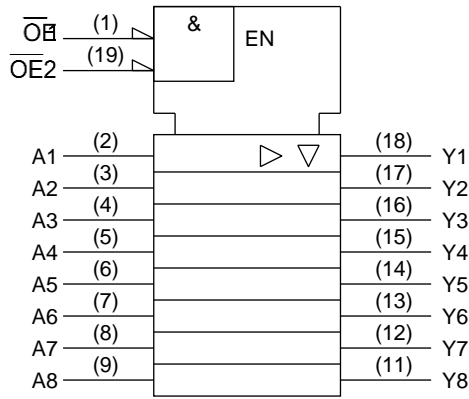 OE1 (1) & EN
OE2 (19)
A1 (2) (18) Y1
A2 (3) (17) Y2
A3 (4) (16) Y3
A4 (5) (15) Y4
A5 (6) (14) Y5
A6 (7) (13) Y6
A7 (8) (12) Y7
A8 (9) (11) Y8